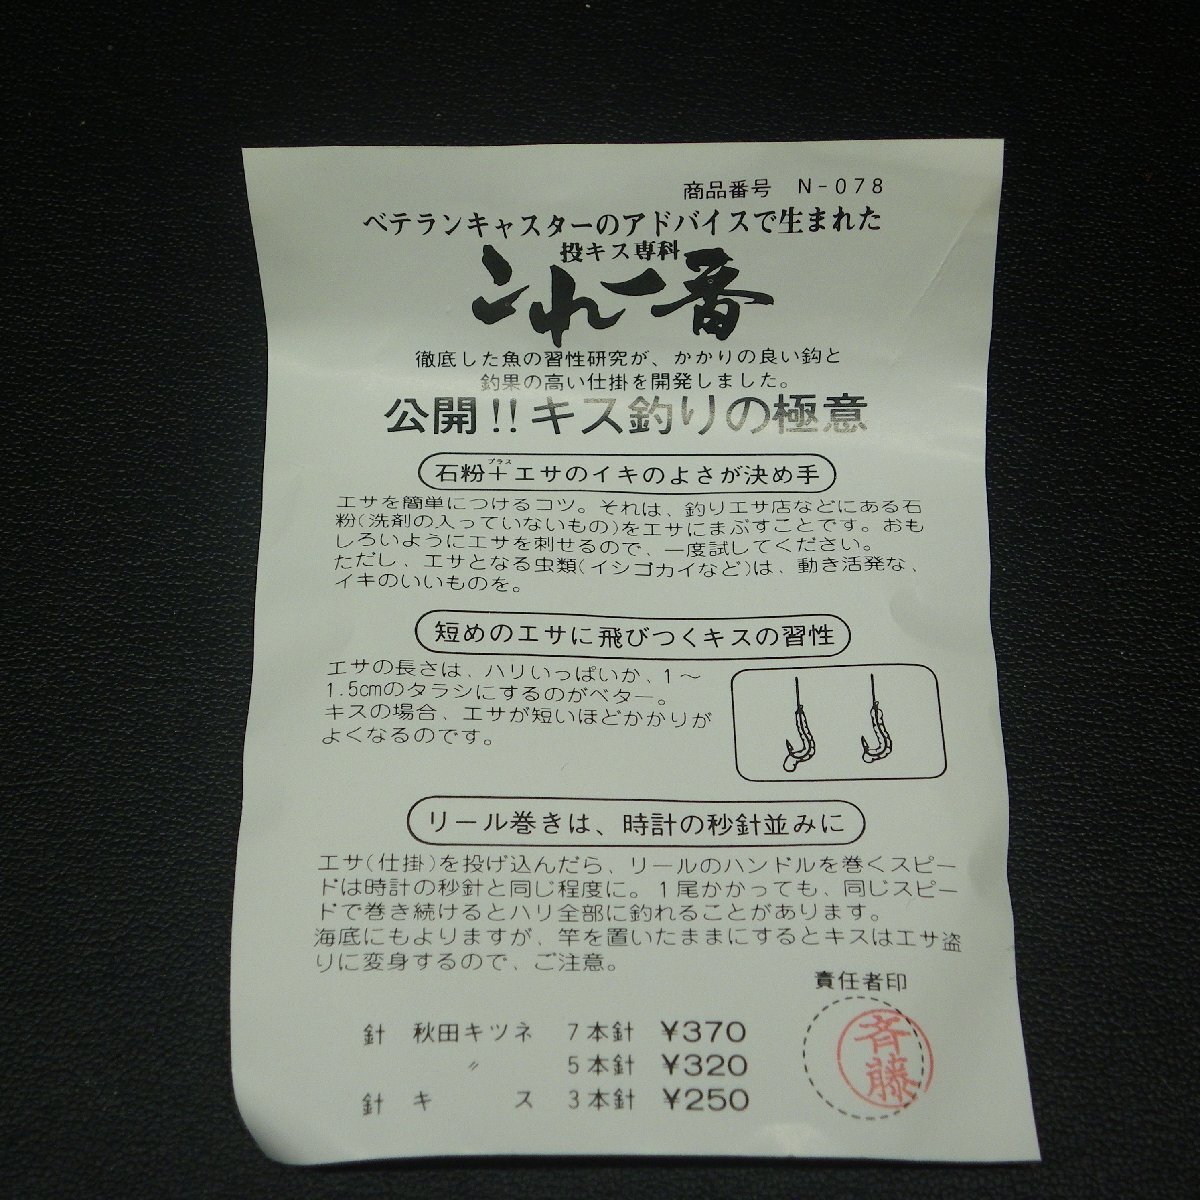 商品番号 N-078
ベテランキャスターのアドバイスで生まれた
投キス専科
これ一番
徹底した魚の習性研究が、かかりの良い鈎と
釣果の高い仕掛を開発しました。
公開!!キス釣りの極意
石粉＋プラスエサのイキのよさが決め手
エサを簡単につけるコツ。それは、釣りエサ店などにある石
粉(洗剤の入っていないもの)をエサにまぶすことです。おも
しろいようにエサを刺せるので、一度試してください。
ただし、エサとなる虫類(イシゴカイなど)は、動き活発な、
イキのいいものを。
短めのエサに飛びつくキスの習性
エサの長さは、ハリいっぱいか、1～
1.5cmのタラシにするのがベター。
キスの場合、エサが短いほどかかりが
よくなるのです。
リール巻きは、時計の秒針並みに
エサ(仕掛)を投げ込んだら、リールのハンドルを巻くスピー
ドは時計の秒針と同じ程度に。1尾かかっても、同じスピー
ドで巻き続けるとハリ全部に釣れることがあります。
海底にもよりますが、竿を置いたままにするとキスはエサ盗
りに変身するので、ご注意。
責任者印
斉藤
針 秋田キツネ 7本針 ¥370
〃 5本針 ¥320
針 キス 3本針 ¥250